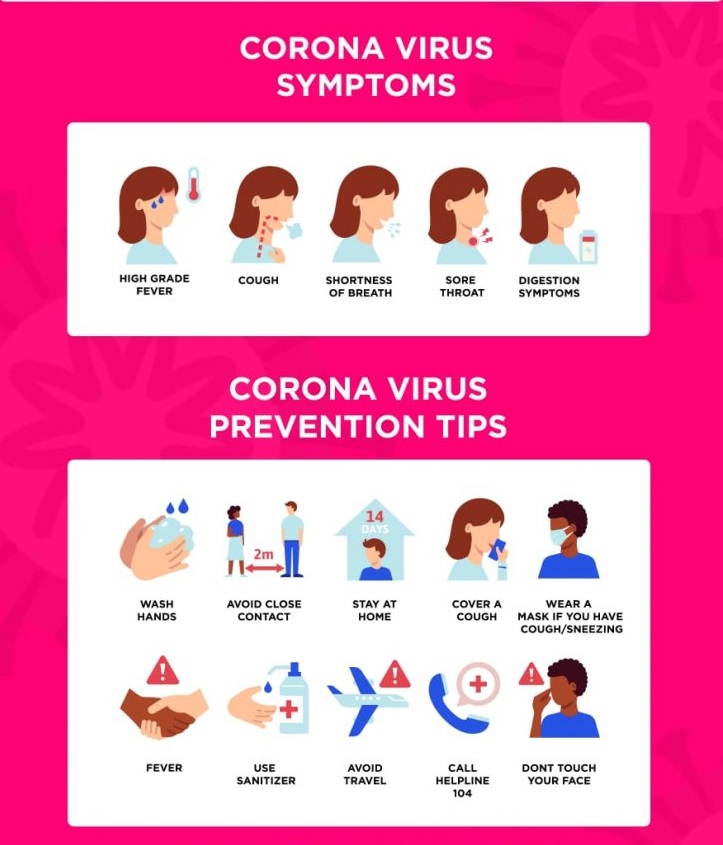 CORONA VIRUS
SYMPTOMS
HIGH GRADE
FEVER
COUGH
SHORTNESS
OF BREATH
SORE
THROAT
DIGESTION
SYMPTOMS
CORONA VIRUS
PREVENTION TIPS
2m
14
DAYS
WASH
HANDS
AVOID CLOSE
CONTACT
STAY AT
HOME
COVER A
COUGH
WEAR A
MASK IF YOU HAVE
COUGH/SNEEZING
FEVER
USE
SANITIZER
AVOID
TRAVEL
CALL
HELPLINE
104
DONT TOUCH
YOUR FACE